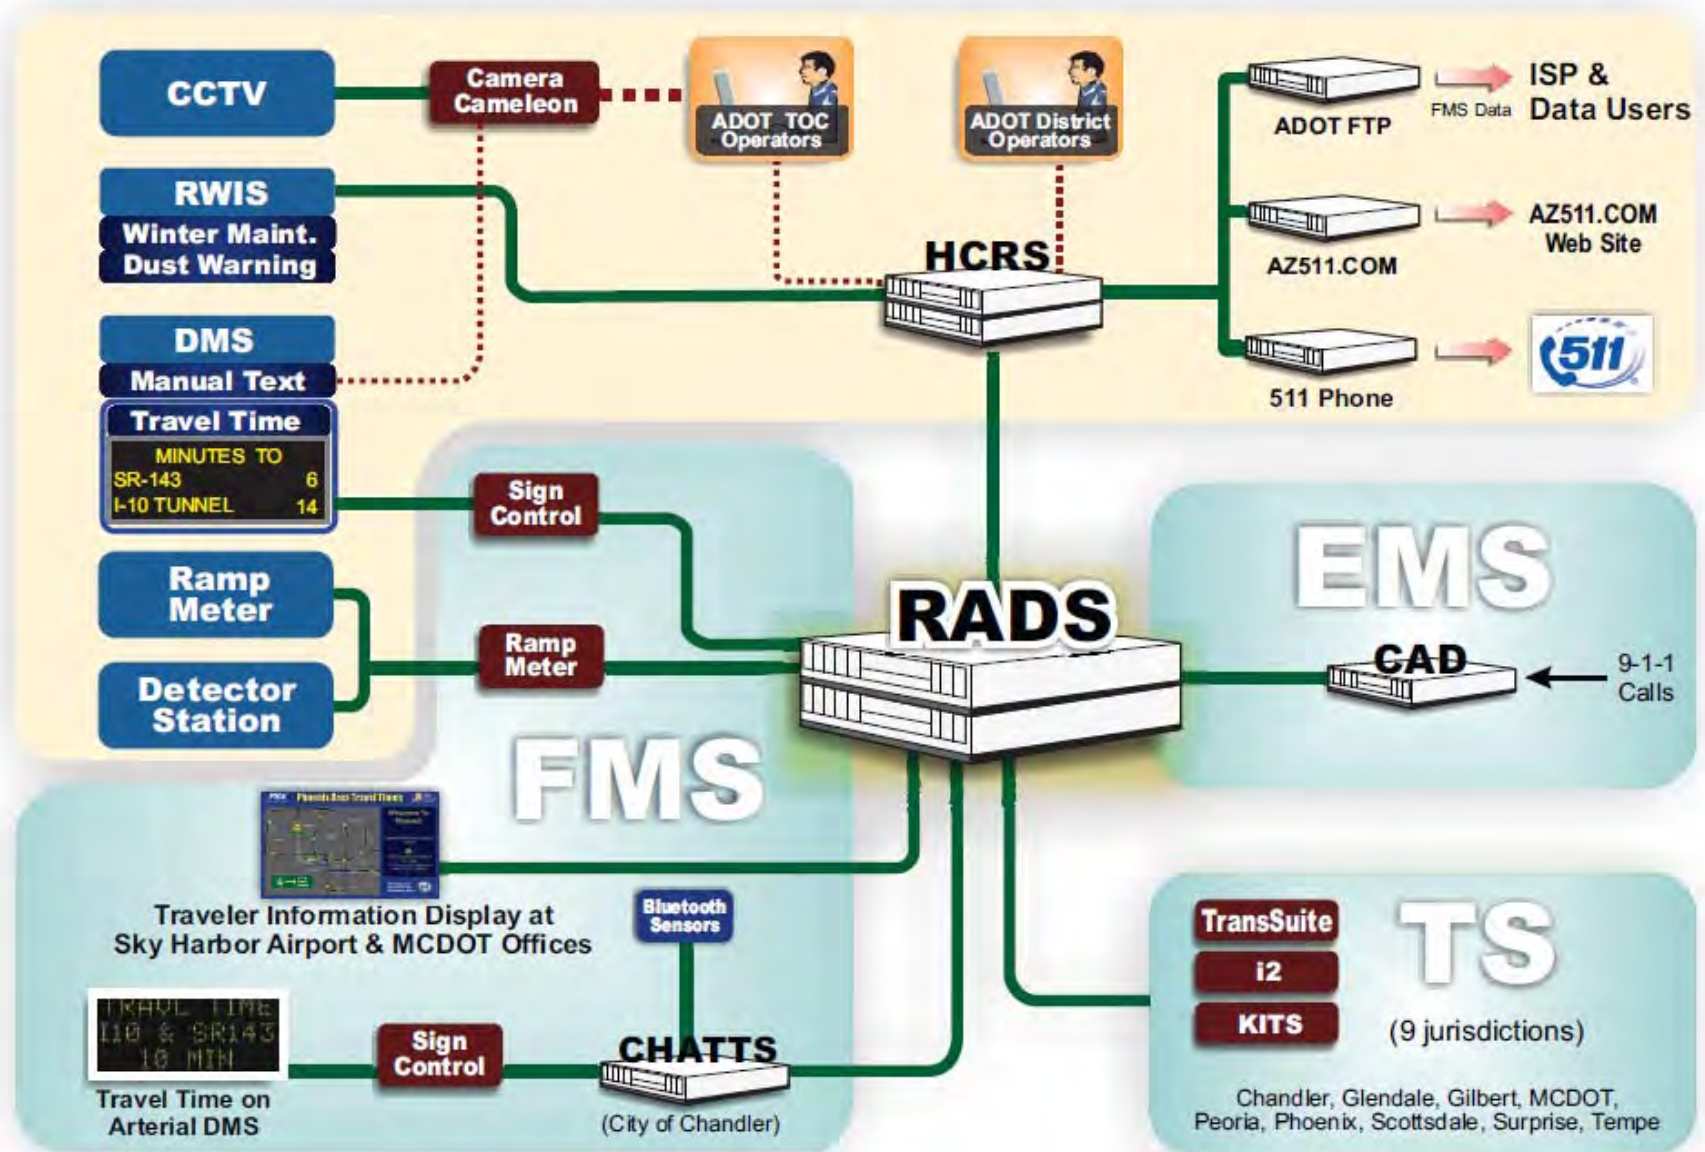 CCTV
Camera
Cameleon
ADOT TOC
Operators
ADOT District
Operators
ADOT FTP
FMS Data
ISP &
Data Users
RWIS
Winter Maint.
Dust Warning
HCRS
AZ511.COM
AZ511.COM
Web Site
DMS
Manual Text
Travel Time
MINUTES TO
SR-143 6
I-10 TUNNEL 14
511 Phone
511
Sign
Control
EMS
Ramp
Meter
RADS
Ramp
Meter
CAD
9-1-1
Calls
Detector
Station
FMS
Phoenix Area Travel Times
Traveler Information Display at
Sky Harbor Airport & MCDOT Offices
Bluetooth
Sensors
TransSuite
i2
KITS
TS
(9 jurisdictions)
TRAVL TIME
I10 & SR143
10 MIN
Sign
Control
CHATTS
(City of Chandler)
Travel Time on
Arterial DMS
Chandler, Glendale, Gilbert, MCDOT,
Peoria, Phoenix, Scottsdale, Surprise, Tempe